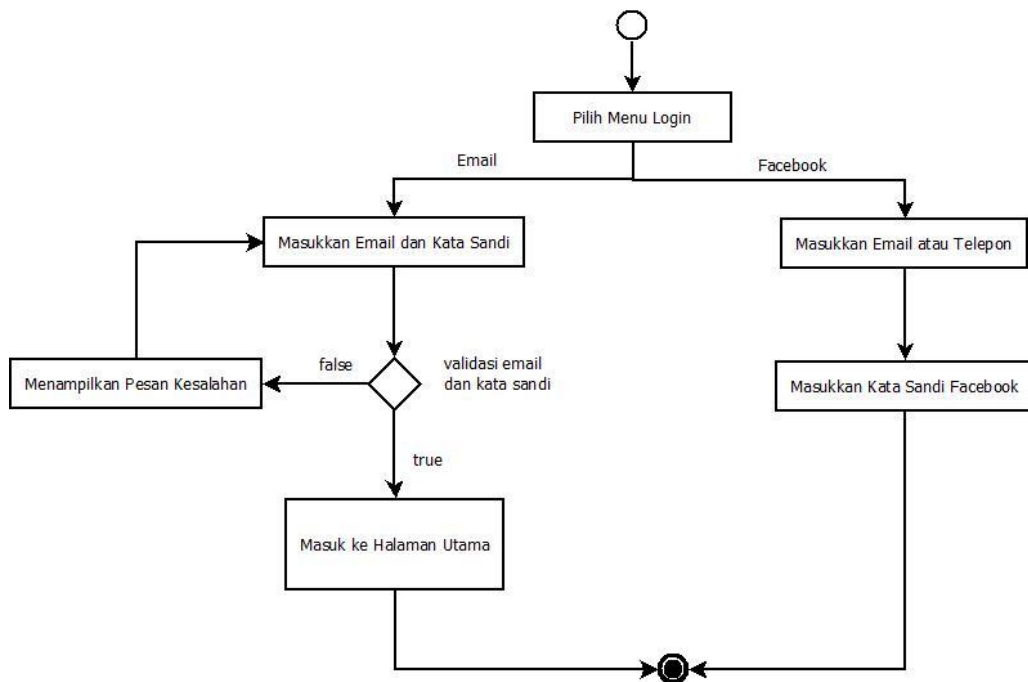 Pilih Menu Login
Email
Facebook
Masukkan Email dan Kata Sandi
Masukkan Email atau Telepon
false
validasi email
dan kata sandi
Menampilkan Pesan Kesalahan
Masukkan Kata Sandi Facebook
true
Masuk ke Halaman Utama